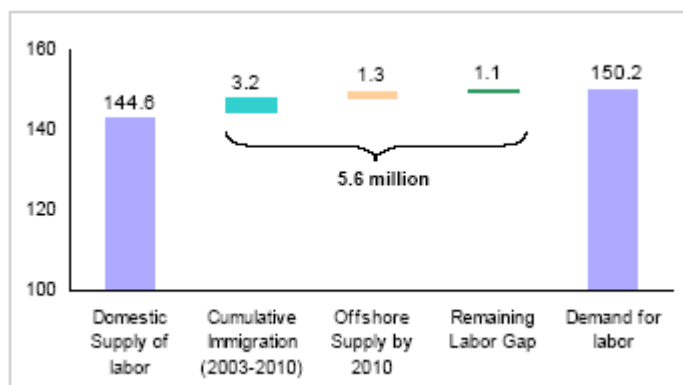 160
140
120
100
144.6
3.2
1.3
1.1
150.2
5.6 million
Domestic
Supply of
labor
Cumulative
Immigration
(2003-2010)
Offshore
Supply by
2010
Remaining
Labor Gap
Demand for
labor